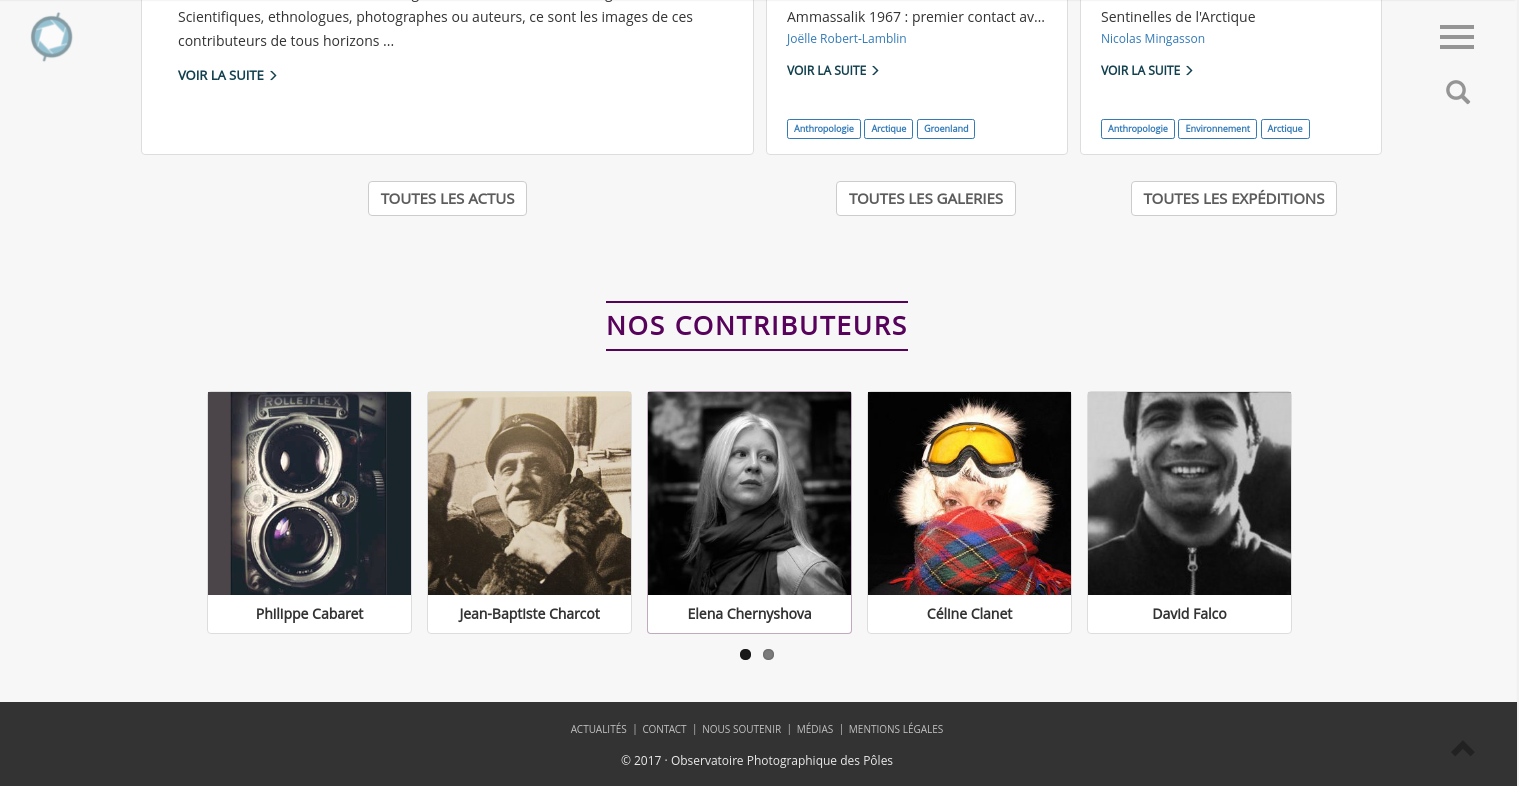 Scientifiques, ethnologues, photographes ou auteurs, ce sont les images de ces
contributeurs de tous horizons ...
VOIR LA SUITE
Ammassalik 1967 : premier contact av...
Joëlle Robert-Lamblin
VOIR LA SUITE
Anthropologie Arctique Groenland
Sentinelles de l'Arctique
Nicolas Mingasson
VOIR LA SUITE
Anthropologie Environnement Arctique
TOUTES LES ACTUS
TOUTES LES GALERIES
TOUTES LES EXPÉDITIONS
NOS CONTRIBUTEURS
ROLLEIFLEX
Philippe Cabaret
Jean-Baptiste Charcot
Elena Chernyshova
Céline Clanet
David Falco
ACTUALITÉS | CONTACT | NOUS SOUTENIR | MÉDIAS | MENTIONS LÉGALES
© 2017 · Observatoire Photographique des Pôles